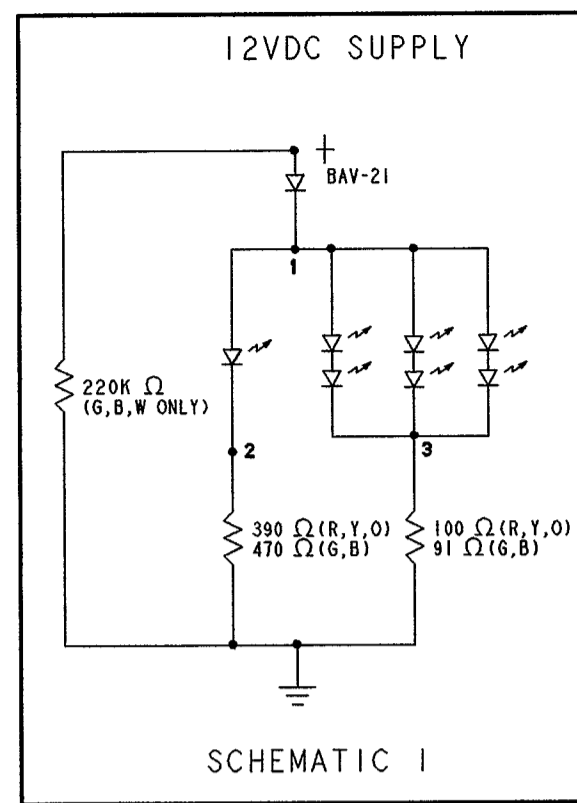 12VDC SUPPLY
+
BAV-21
1
220K Ω
(G,B,W ONLY)
2
3
390 Ω(R,Y,O)
470 Ω(G,B)
100 Ω(R,Y,O)
91 Ω(G,B)
SCHEMATIC 1